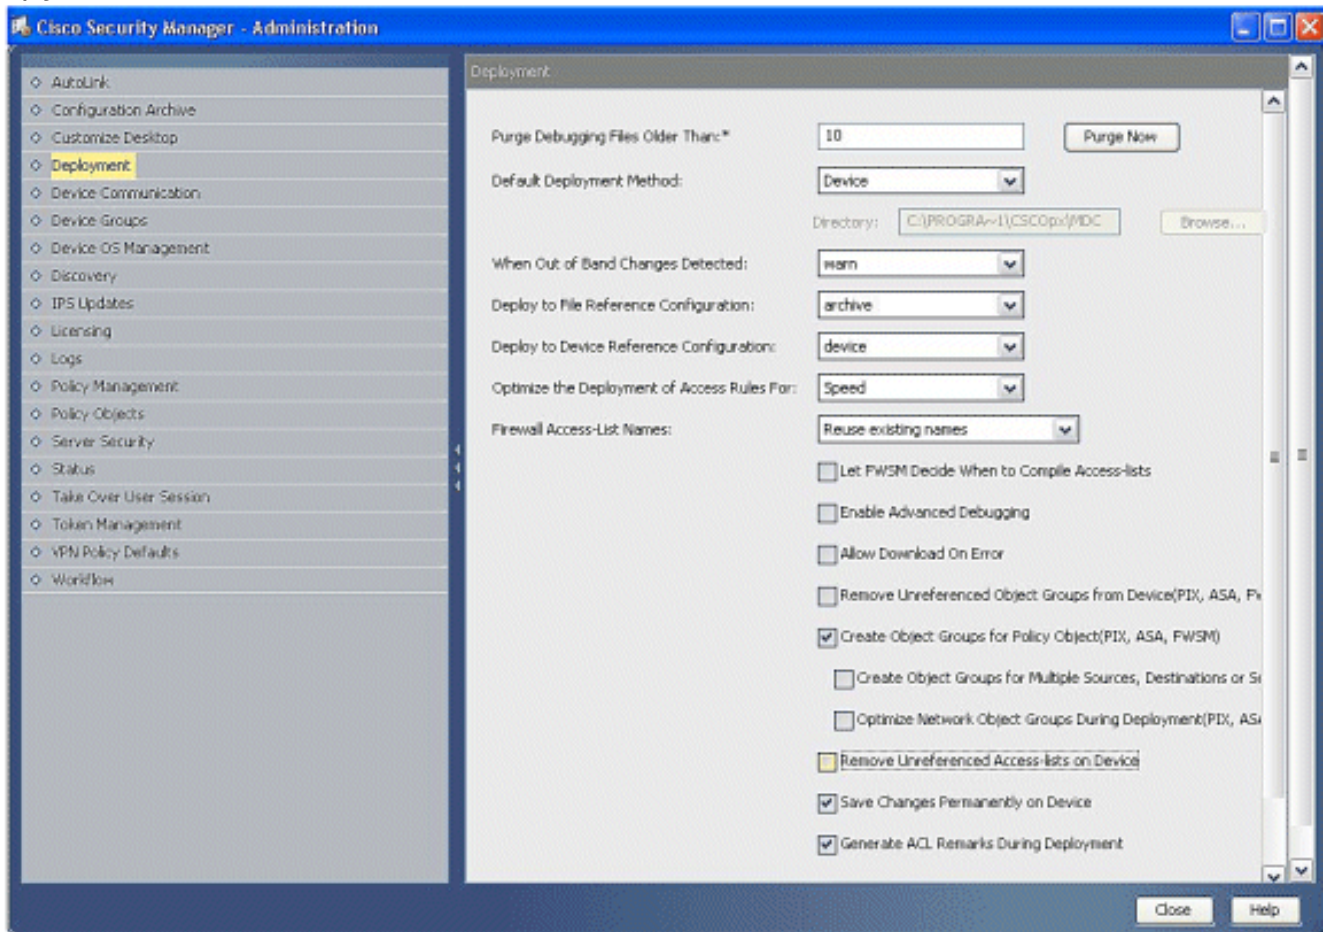 Cisco Security Manager - Administration
AutoLink
Configuration Archive
Customize Desktop
Deployment
Device Communication
Device Groups
Device OS Management
Discovery
IPS Updates
Licensing
Logs
Policy Management
Policy Objects
Server Security
Status
Take Over User Session
Token Management
VPN Policy Defaults
Workflow
Deployment
Purge Debugging Files Older Than:* 10 Purge Now
Default Deployment Method: Device
Directory: C:\PROGRA~1\CSCOpx\MDC Browse...
When Out of Band Changes Detected: warn
Deploy to File Reference Configuration: archive
Deploy to Device Reference Configuration: device
Optimize the Deployment of Access Rules For: Speed
Firewall Access-List Names: Reuse existing names
Let FWSM Decide When to Compile Access-lists
Enable Advanced Debugging
Allow Download On Error
Remove Unreferenced Object Groups from Device(PIX, ASA,
Create Object Groups for Policy Object(PIX, ASA, FWSM)
Create Object Groups for Multiple Sources, Destinations or
Optimize Network Object Groups During Deployment(PIX,
Remove Unreferenced Access-lists on Device
Save Changes Permanently on Device
Generate ACL Remarks During Deployment
Close Help